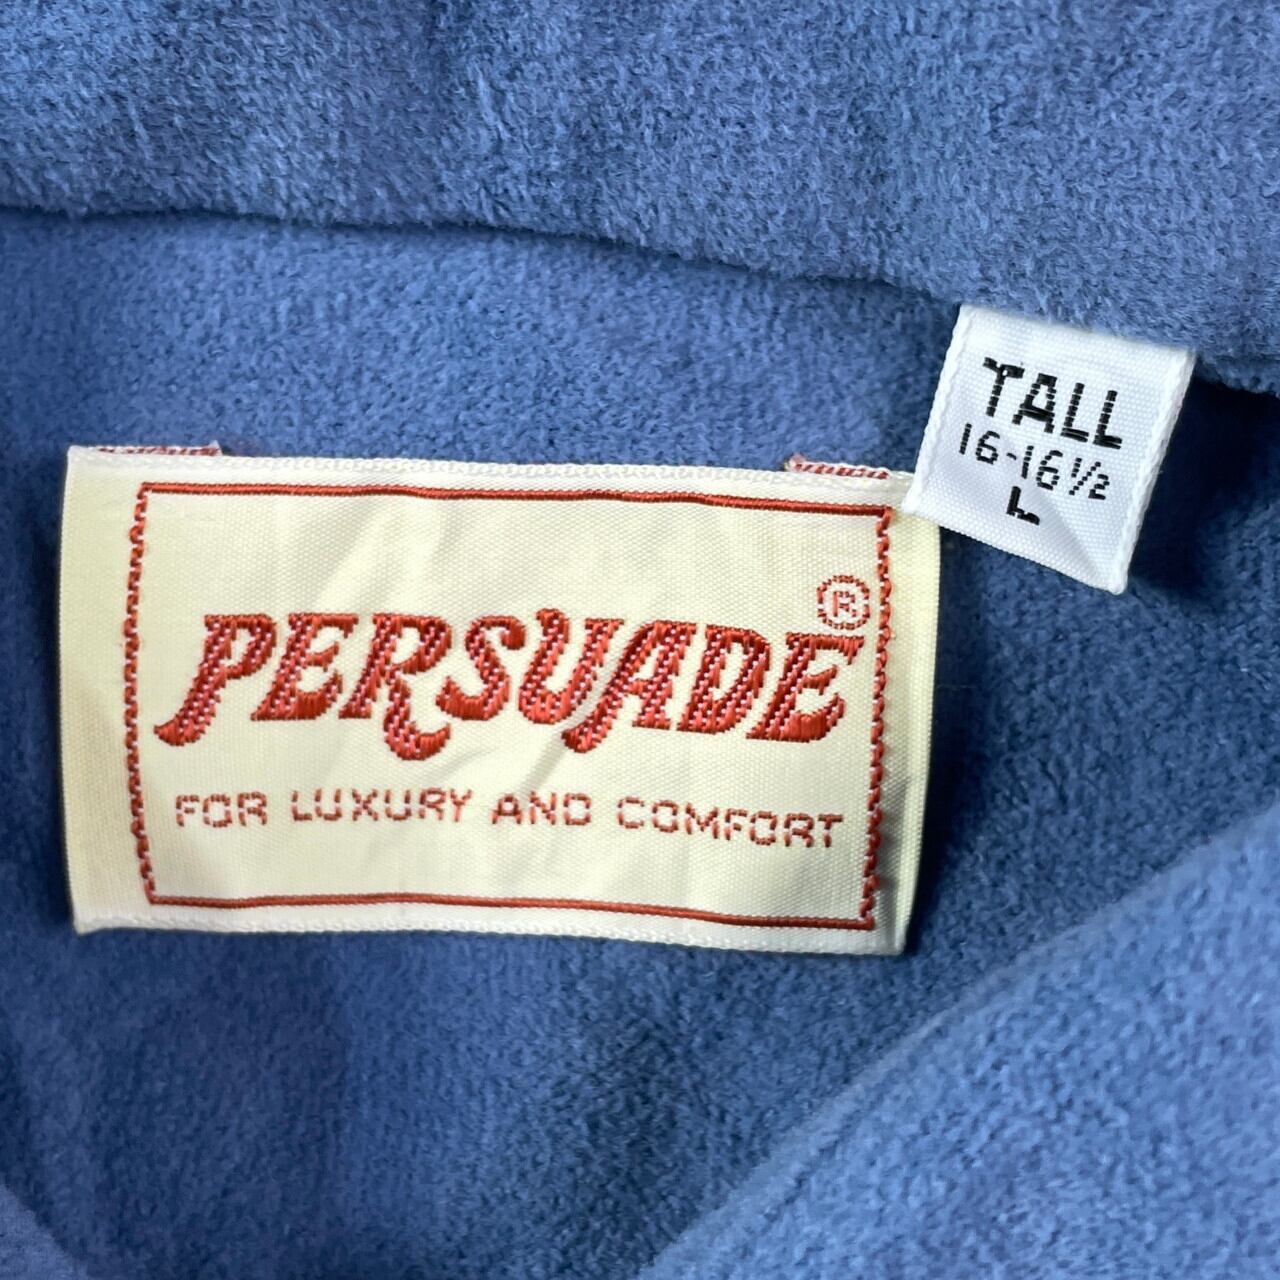 TALL
16-16½
L
PERSUADE®
FOR LUXURY AND COMFORT